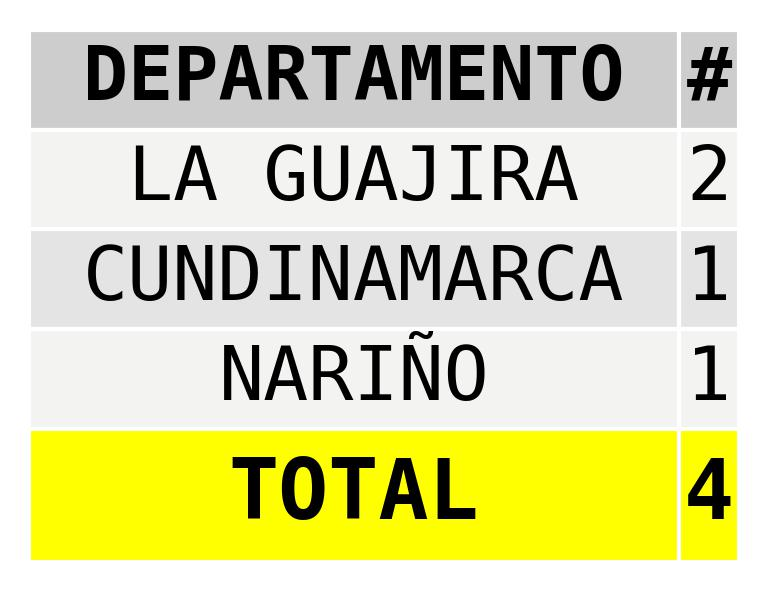 DEPARTAMENTO #
LA GUAJIRA 2
CUNDINAMARCA 1
NARIÑO 1
TOTAL 4